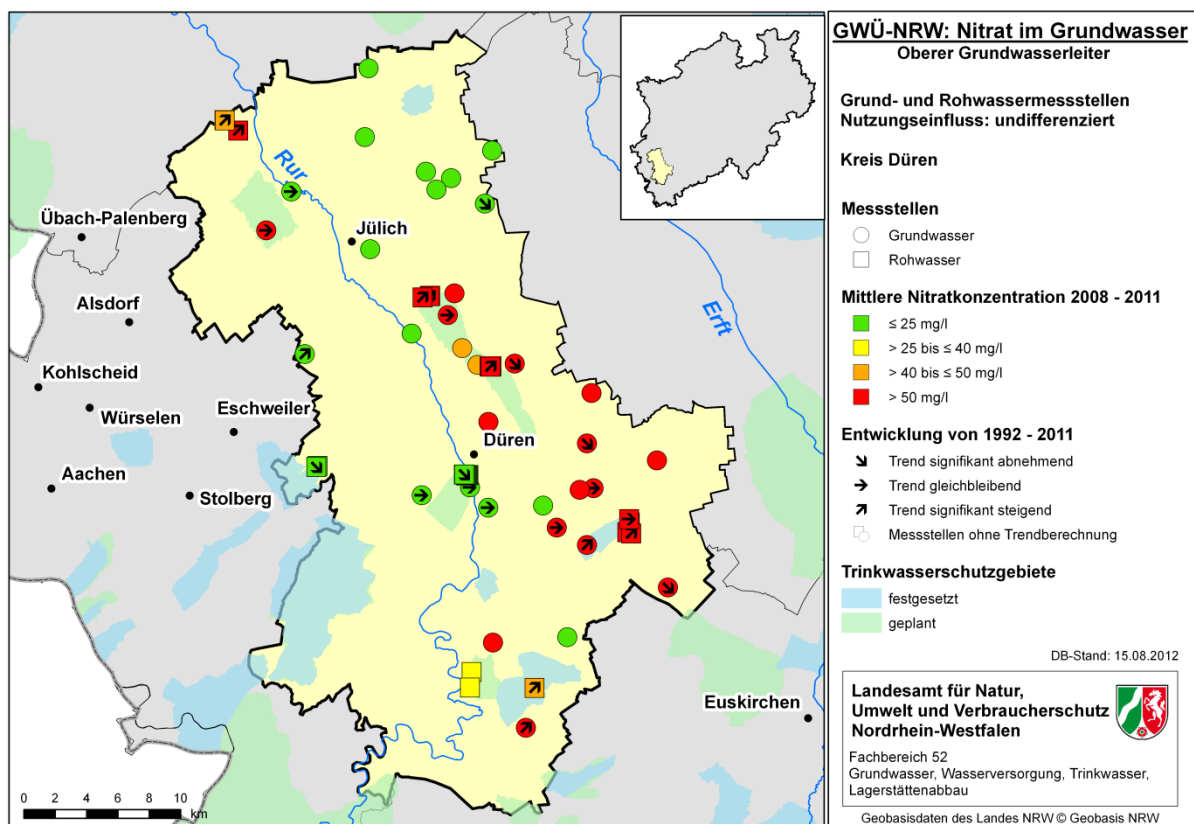 GWÜ-NRW: Nitrat im Grundwasser
Oberer Grundwasserleiter
Grund- und Rohwassermessstellen
Nutzungseinfluss: undifferenziert
Kreis Düren
Messstellen
Grundwasser
Rohwasser
Mittlere Nitratkonzentration 2008 - 2011
≤ 25 mg/l
> 25 bis ≤ 40 mg/l
> 40 bis ≤ 50 mg/l
> 50 mg/l
Entwicklung von 1992 - 2011
Trend signifikant abnehmend
Trend gleichbleibend
Trend signifikant steigend
Messstellen ohne Trendberechnung
Trinkwasserschutzgebiete
festgesetzt
geplant
DB-Stand: 15.08.2012
Landesamt für Natur,
Umwelt und Verbraucherschutz
Nordrhein-Westfalen
Fachbereich 52
Grundwasser, Wasserversorgung, Trinkwasser,
Lagerstättenabbau
Geobasisdaten des Landes NRW © Geobasis NRW
Rur
Übach-Palenberg
Jülich
Alsdorf
Erft
Kohlscheid
Würselen
Eschweiler
Düren
Aachen
Stolberg
Euskirchen
0 2 4 6 8 10
km